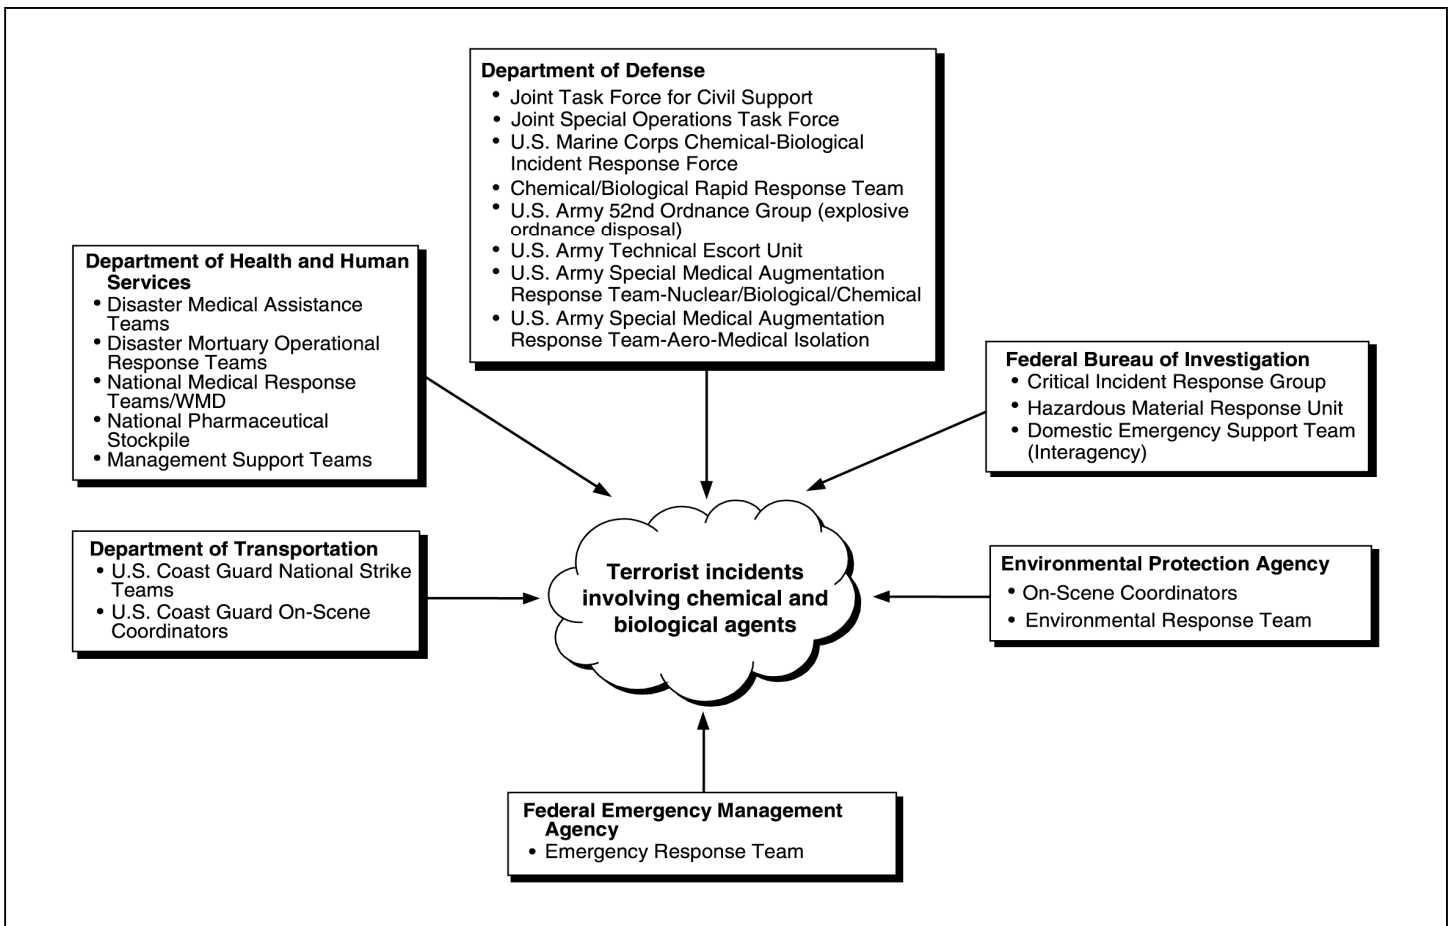 Department of Defense
• Joint Task Force for Civil Support
• Joint Special Operations Task Force
• U.S. Marine Corps Chemical-Biological
Incident Response Force
• Chemical/Biological Rapid Response Team
• U.S. Army 52nd Ordnance Group (explosive
ordnance disposal)
• U.S. Army Technical Escort Unit
• U.S. Army Special Medical Augmentation
Response Team-Nuclear/Biological/Chemical
• U.S. Army Special Medical Augmentation
Response Team-Aero-Medical Isolation
Department of Health and Human
Services
• Disaster Medical Assistance
Teams
• Disaster Mortuary Operational
Response Teams
• National Medical Response
Teams/WMD
• National Pharmaceutical
Stockpile
• Management Support Teams
Federal Bureau of Investigation
• Critical Incident Response Group
• Hazardous Material Response Unit
• Domestic Emergency Support Team
(Interagency)
Department of Transportation
• U.S. Coast Guard National Strike
Teams
• U.S. Coast Guard On-Scene
Coordinators
Terrorist incidents
involving chemical and
biological agents
Environmental Protection Agency
• On-Scene Coordinators
• Environmental Response Team
Federal Emergency Management
Agency
• Emergency Response Team